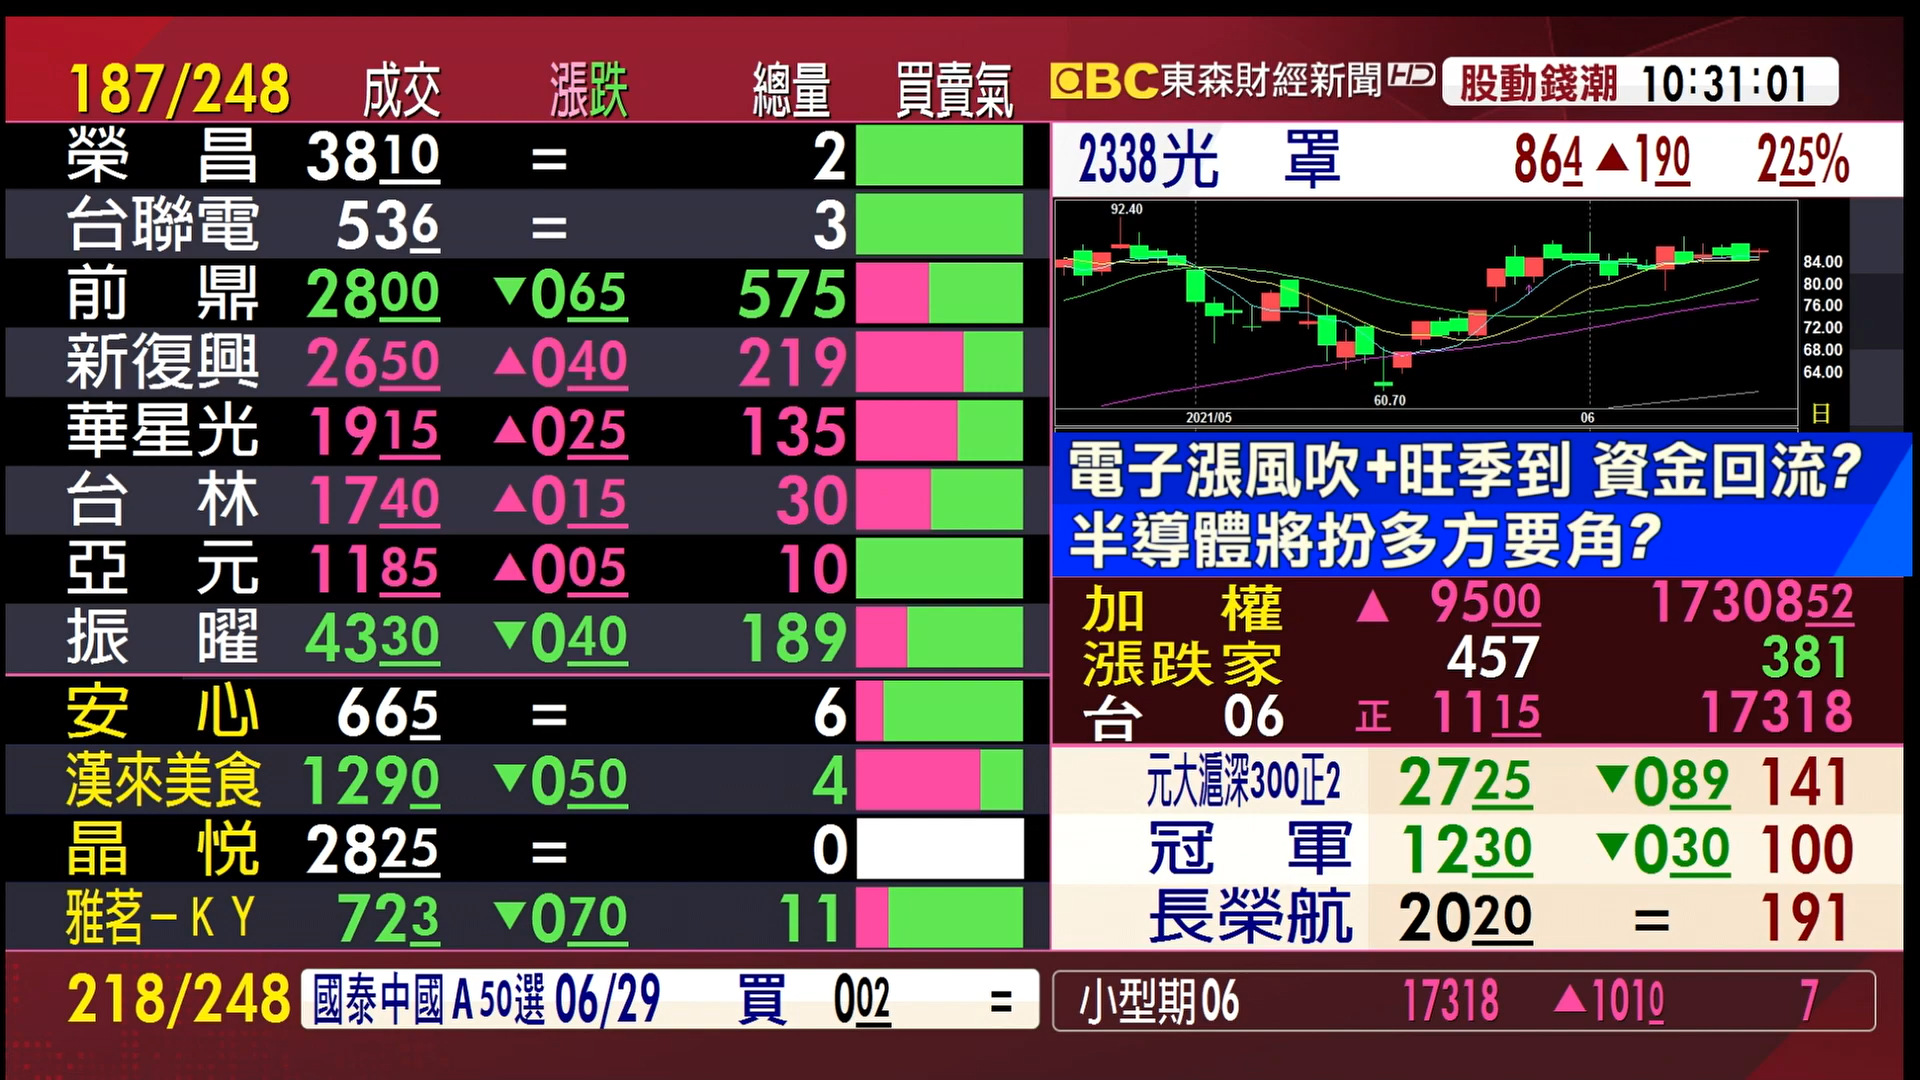 187/248 成交 漲跌 總量 買賣氣
榮昌 3810 = 2
台聯電 536 = 3
前鼎 2800 ▼065 575
新復興 2650 ▲040 219
華星光 1915 ▲025 135
台林 1740 ▲015 30
亞元 1185 ▲005 10
振曜 4330 ▼040 189
安心 665 = 6
漢來美食 1290 ▼050 4
晶悅 2825 = 0
雅茗-KY 723 ▼070 11
218/248 國泰中國A50選06/29 買 002 =
EBC東森財經新聞HD 股動錢潮 10:31:01
2338光罩 864 ▲190 225%
92.40
84.00
80.00
76.00
72.00
68.00
64.00
60.70
2021/05 06 日
電子漲風吹+旺季到 資金回流?
半導體將扮多方要角?
加權 ▲ 9500 1730852
漲跌家 457 381
台06 正 1115 17318
元大滬深300正2 2725 ▼089 141
冠軍 1230 ▼030 100
長榮航 2020 = 191
小型期06 17318 ▲1010 7